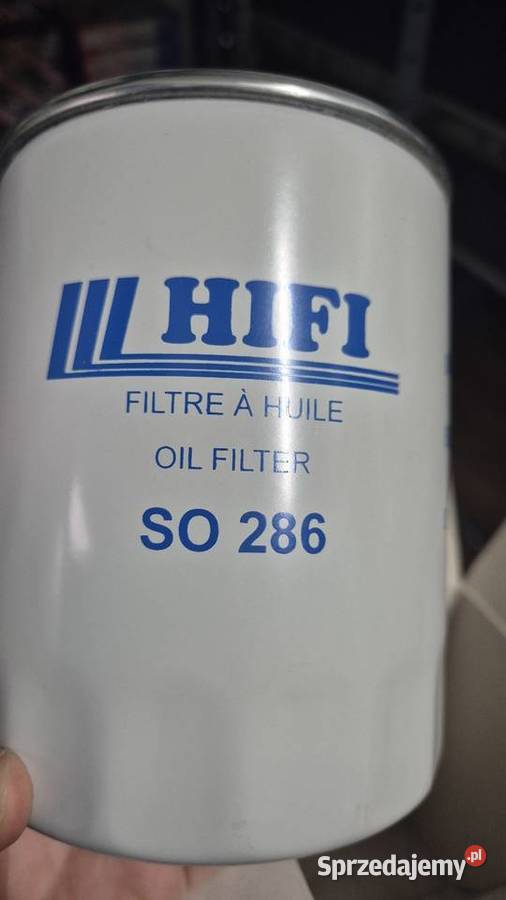 HIFI
FILTRE À HUILE
OIL FILTER
SO 286
Sprzedajemy.pl